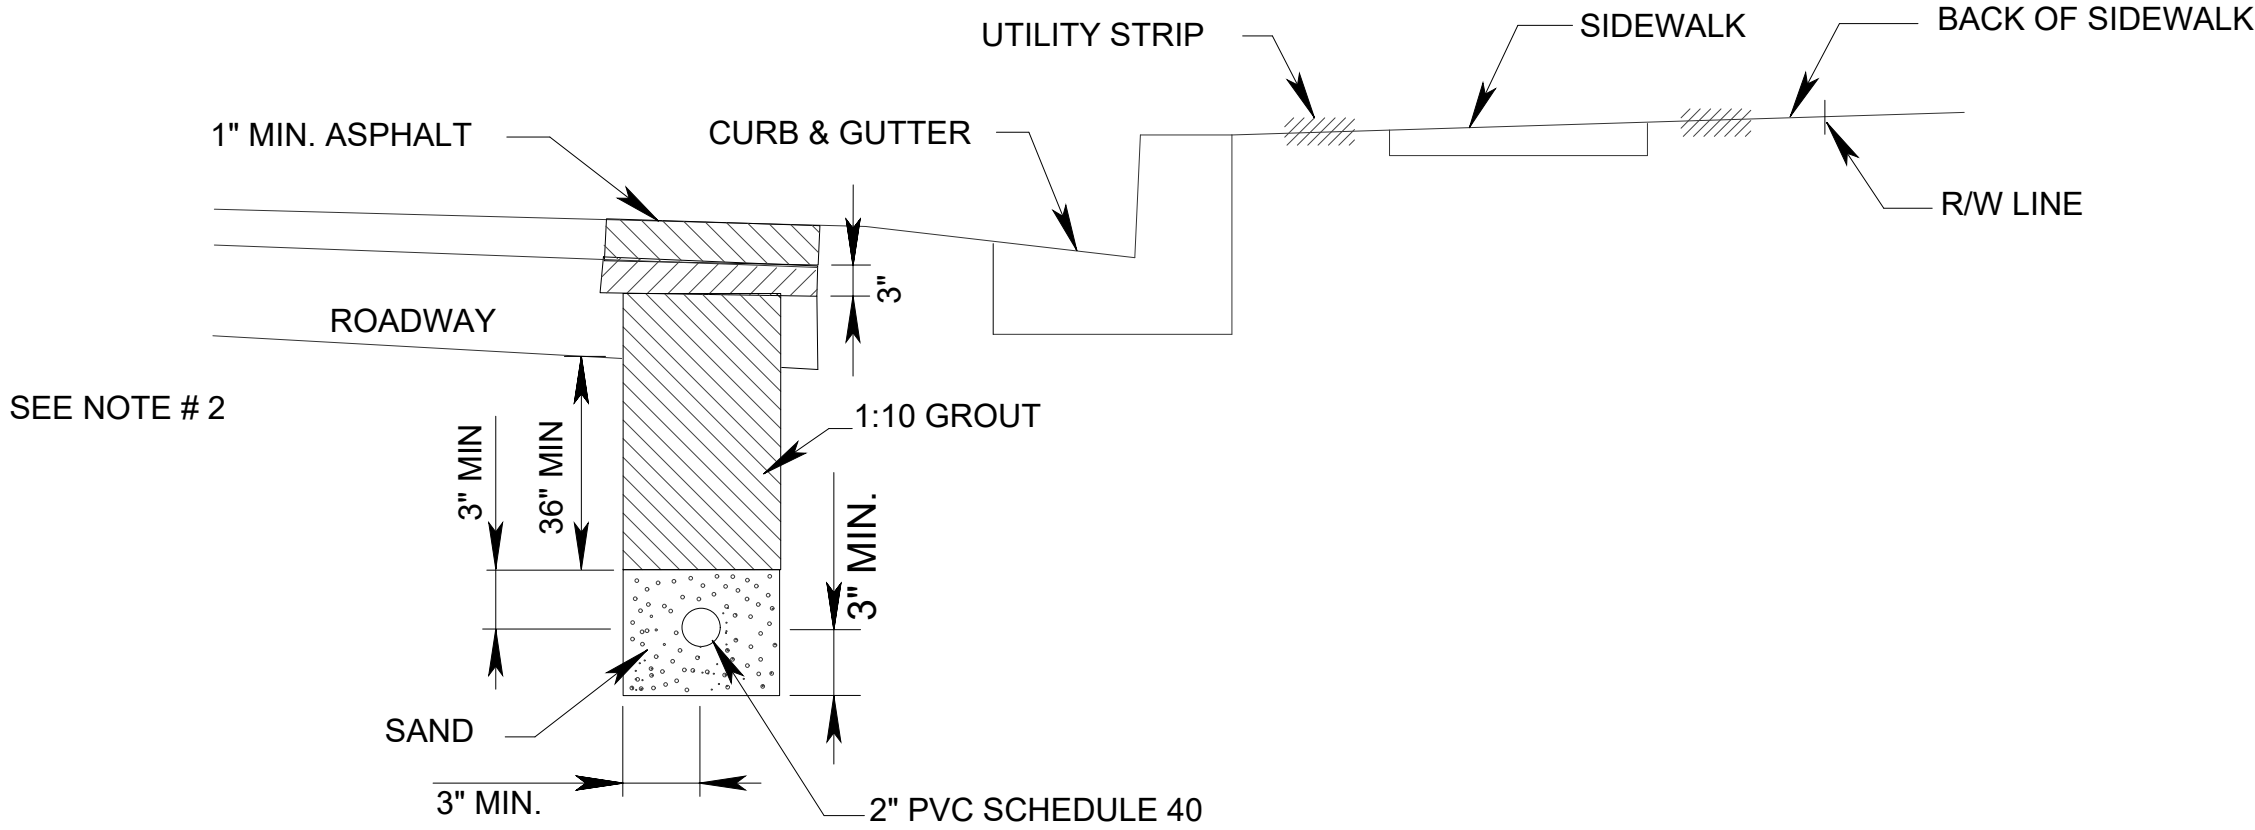 BACK OF SIDEWALK
SIDEWALK
UTILITY STRIP
1" MIN. ASPHALT
CURB & GUTTER
R/W LINE
3"
ROADWAY
SEE NOTE # 2
1:10 GROUT
3" MIN
36" MIN
3" MIN.
SAND
3" MIN.
2" PVC SCHEDULE 40